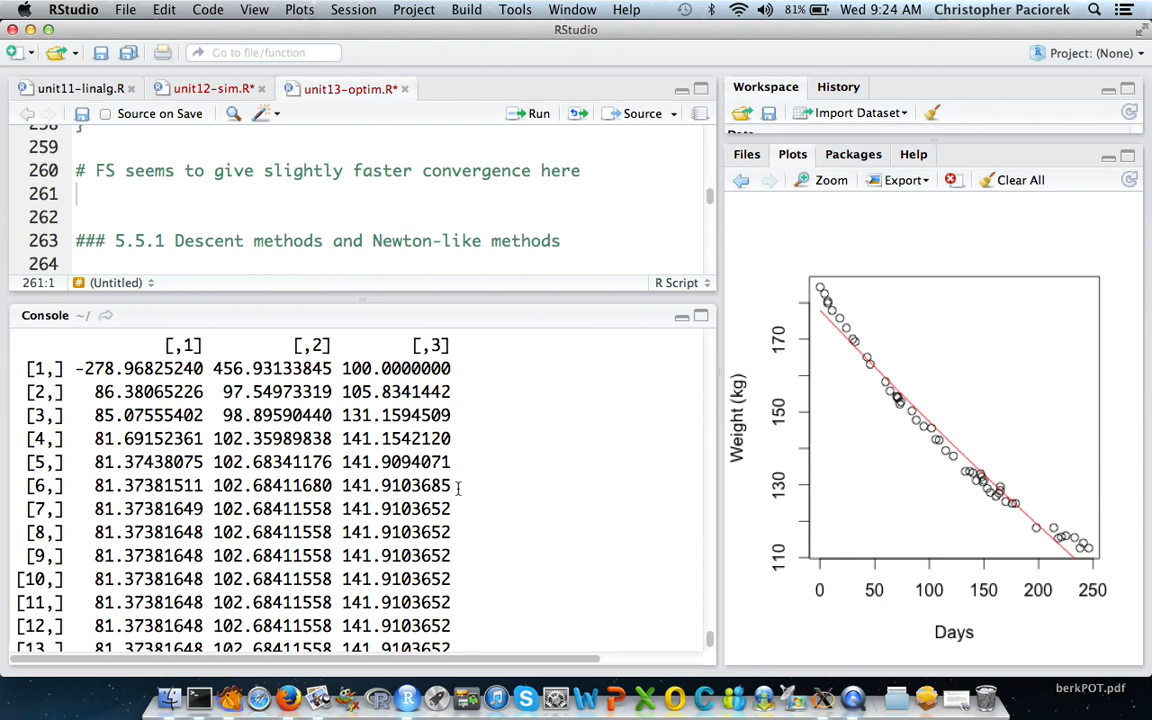 RStudio File Edit Code View Plots Session Project Build Tools Window Help 81% Wed 9:24 AM Christopher Paciorek
RStudio
Go to file/function Project: (None)
unit11-linalg.R unit12-sim.R* unit13-optim.R*
Source on Save Run Source
258 }
259
260 # FS seems to give slightly faster convergence here
261
262
263 ### 5.5.1 Descent methods and Newton-like methods
264
261:1 (Untitled) R Script
Console ~/
[,1] [,2] [,3]
[1,] -278.96825240 456.93133845 100.0000000
[2,] 86.38065226 97.54973319 105.8341442
[3,] 85.07555402 98.89590440 131.1594509
[4,] 81.69152361 102.35989838 141.1542120
[5,] 81.37438075 102.68341176 141.9094071
[6,] 81.37381511 102.68411680 141.9103685
[7,] 81.37381649 102.68411558 141.9103652
[8,] 81.37381648 102.68411558 141.9103652
[9,] 81.37381648 102.68411558 141.9103652
[10,] 81.37381648 102.68411558 141.9103652
[11,] 81.37381648 102.68411558 141.9103652
[12,] 81.37381648 102.68411558 141.9103652
[13,] 81.37381648 102.68411558 141.9103652
Workspace History
Import Dataset
Files Plots Packages Help
Zoom Export Clear All
Weight (kg)
170
150
130
110
0 50 100 150 200 250
Days
berkPOT.pdf